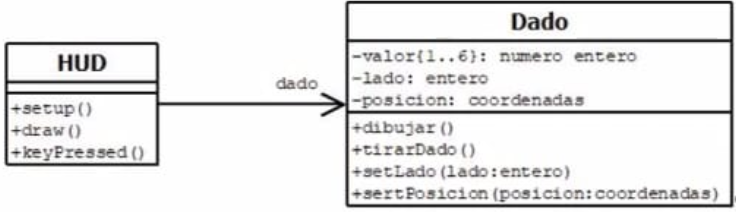 HUD
+setup()
+draw()
+keyPressed()
dado
Dado
-valor{1..6}: numero entero
-lado: entero
-posicion: coordenadas
+dibujar()
+tirarDado()
+setLado(lado:entero)
+sertPosicion(posicion:coordenadas)